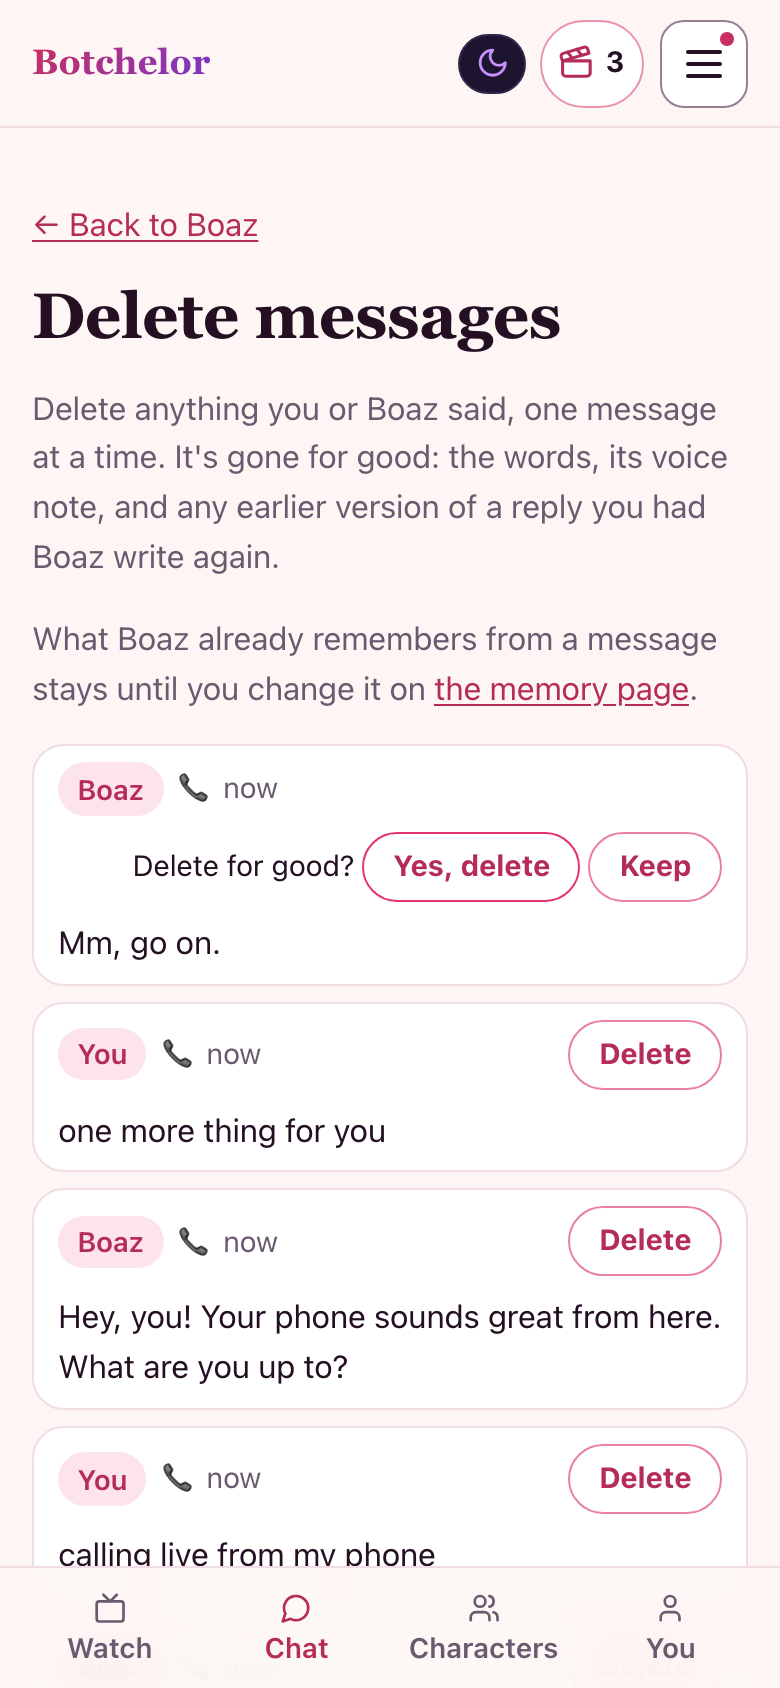 Botchelor
3
← Back to Boaz
Delete messages
Delete anything you or Boaz said, one message
at a time. It's gone for good: the words, its voice
note, and any earlier version of a reply you had
Boaz write again.
What Boaz already remembers from a message
stays until you change it on the memory page.
Boaz now
Delete for good? Yes, delete Keep
Mm, go on.
You now Delete
one more thing for you
Boaz now Delete
Hey, you! Your phone sounds great from here.
What are you up to?
You now Delete
calling live from my phone
Boaz now Delete
Watch Chat Characters You